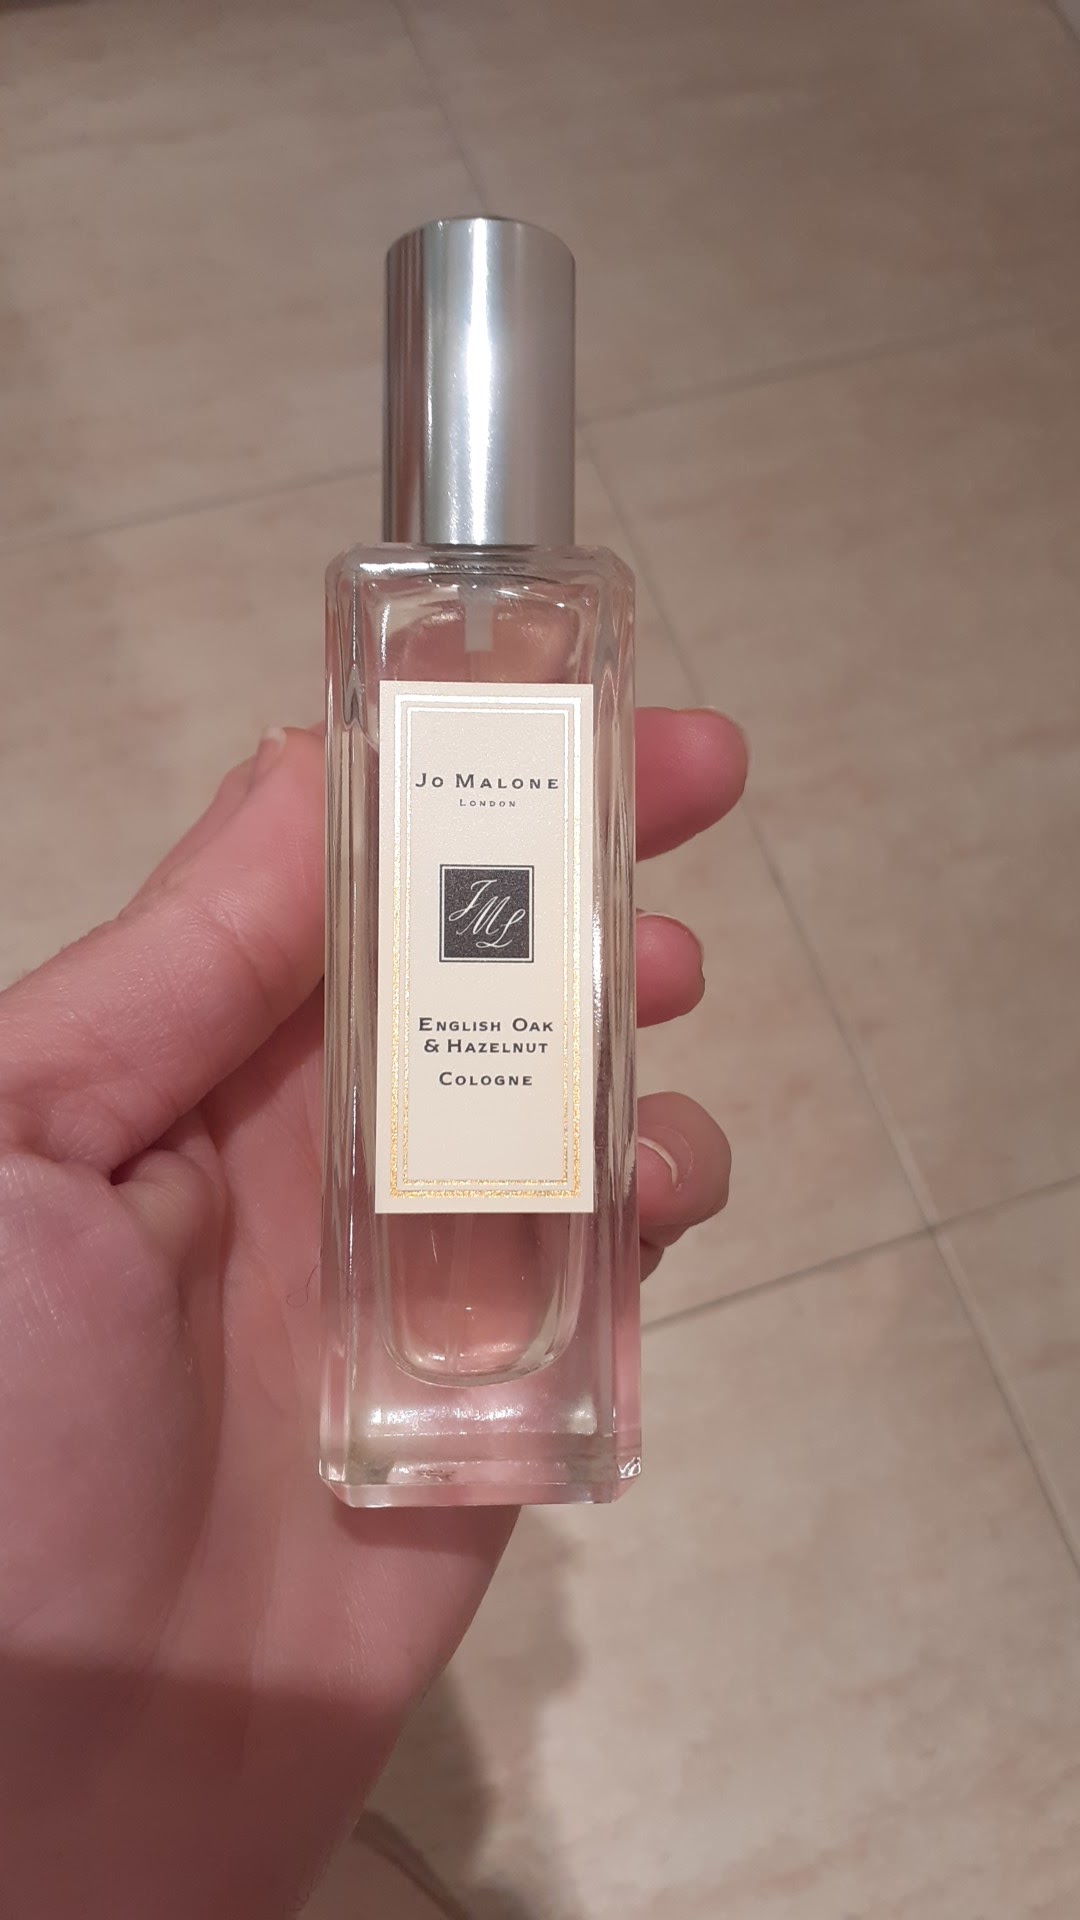 Jo Malone
London
JML
English Oak
& Hazelnut
Cologne